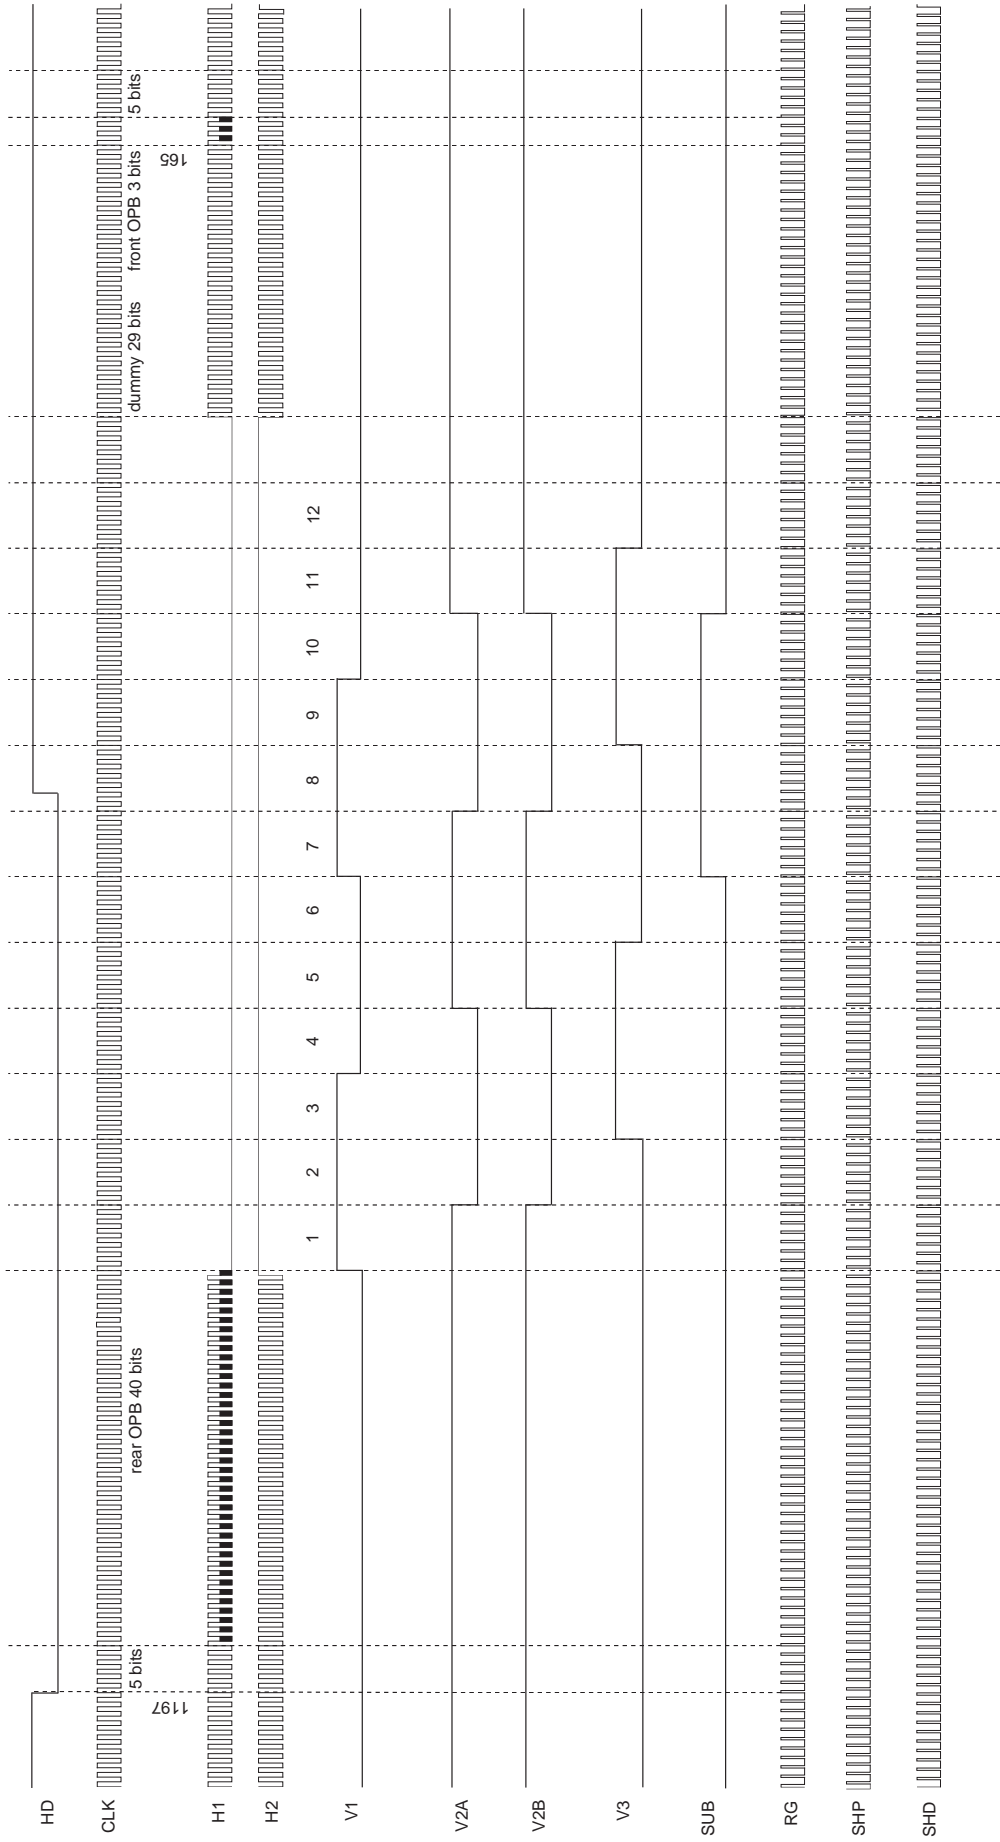 HD
CLK
5 bits
rear OPB 40 bits
dummy 29 bits
front OPB 3 bits
5 bits
1197
165
H1
H2
1
2
3
4
5
6
7
8
9
10
11
12
V1
V2A
V2B
V3
SUB
RG
SHP
SHD